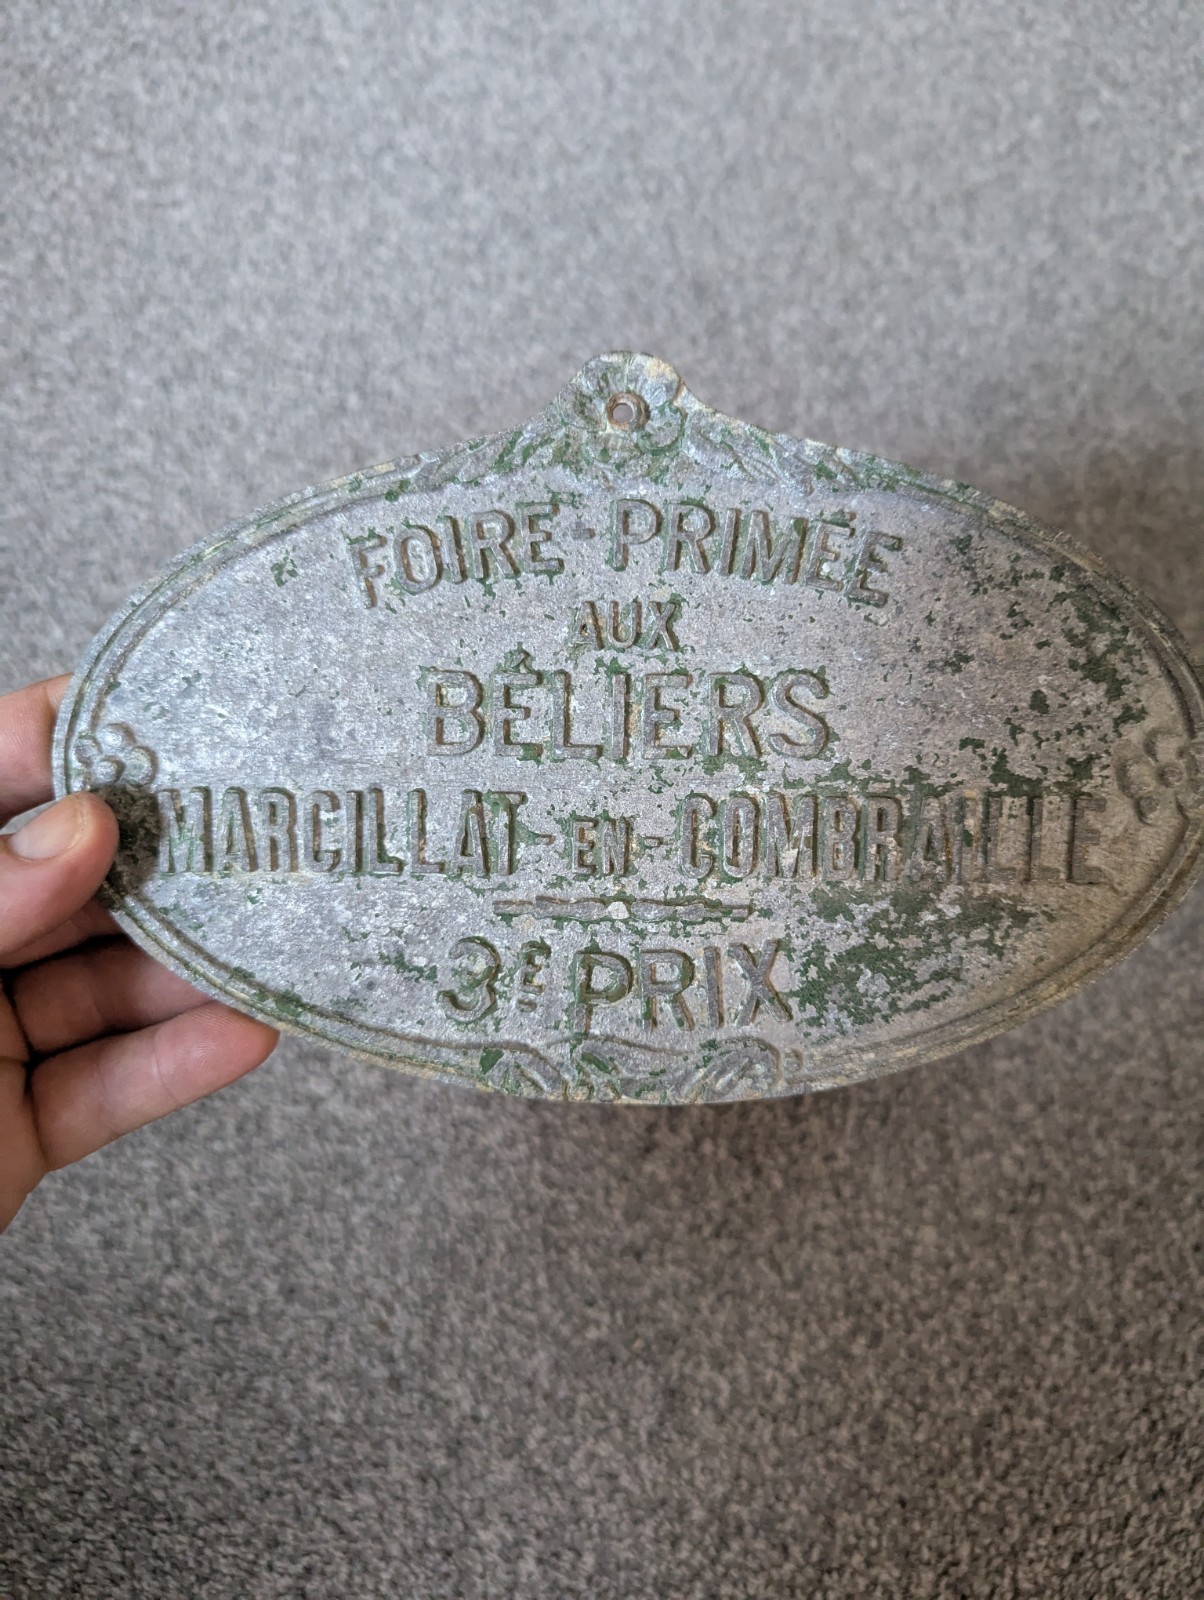 FOIRE-PRIMÉE
AUX
BÉLIERS
MARCILLAT-EN-COMBRAILLE
3E PRIX